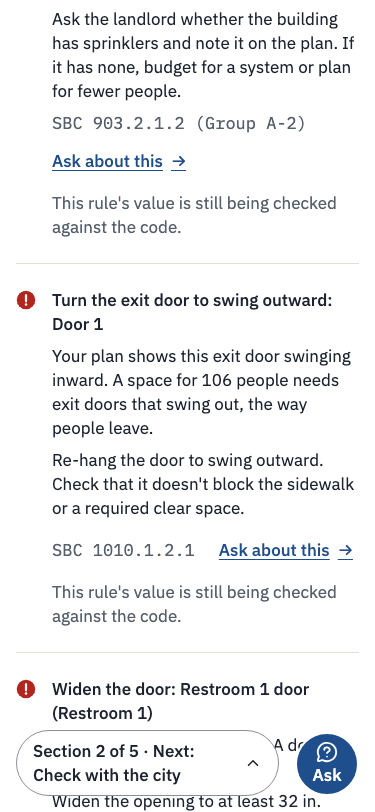 Ask the landlord whether the building
has sprinklers and note it on the plan. If
it has none, budget for a system or plan
for fewer people.
SBC 903.2.1.2 (Group A-2)
Ask about this →
This rule's value is still being checked
against the code.
Turn the exit door to swing outward:
Door 1
Your plan shows this exit door swinging
inward. A space for 106 people needs
exit doors that swing out, the way
people leave.
Re-hang the door to swing outward.
Check that it doesn't block the sidewalk
or a required clear space.
SBC 1010.1.2.1 Ask about this →
This rule's value is still being checked
against the code.
Widen the door: Restroom 1 door
(Restroom 1)
A
Section 2 of 5 · Next:
Check with the city
Ask
Widen the opening to at least 32 in.